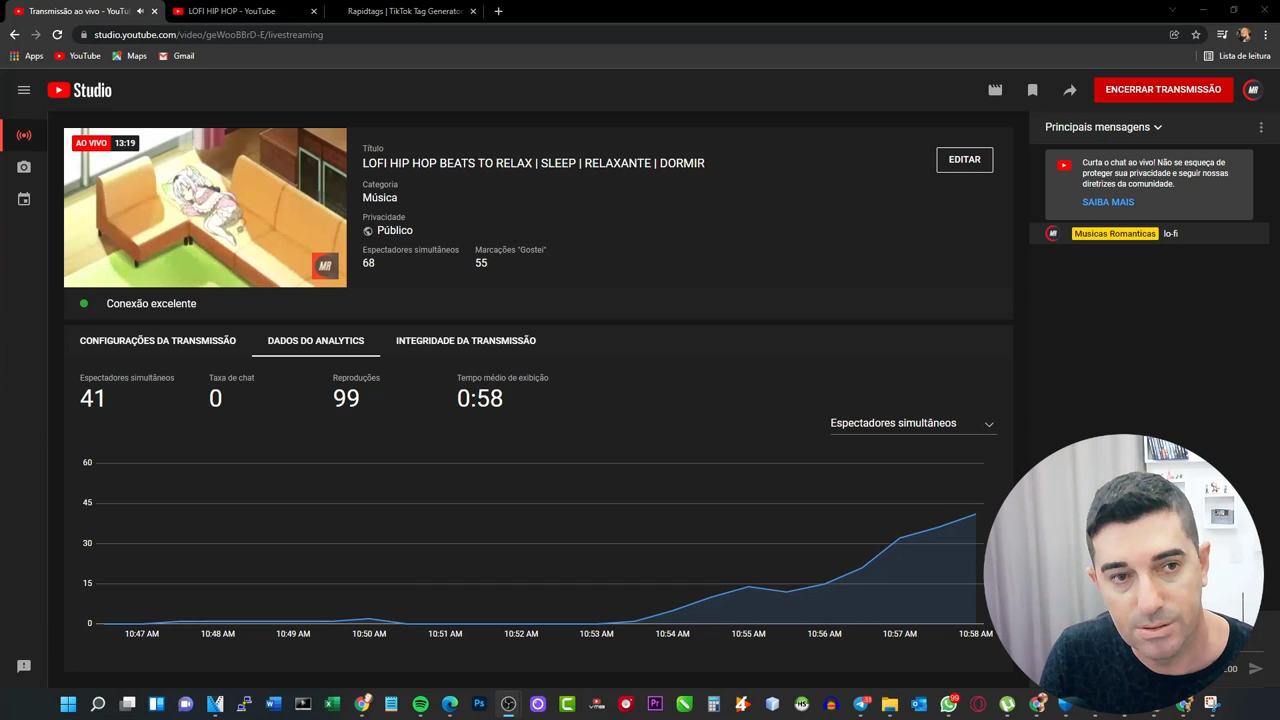 Transmissão ao vivo - YouTu
LOFI HIP HOP - YouTube
Rapidtags | TikTok Tag Generator
studio.youtube.com/video/geWooBBrD-E/livestreaming
Apps
YouTube
Maps
Gmail
Lista de leitura
Studio
ENCERRAR TRANSMISSÃO
MR
AO VIVO 13:19
MR
Título
LOFI HIP HOP BEATS TO RELAX | SLEEP | RELAXANTE | DORMIR
EDITAR
Categoria
Música
Privacidade
Público
Espectadores simultâneos
68
Marcações "Gostei"
55
Conexão excelente
Principais mensagens
Curta o chat ao vivo! Não se esqueça de
proteger sua privacidade e seguir nossas
diretrizes da comunidade.
SAIBA MAIS
MR Musicas Romanticas lo-fi
CONFIGURAÇÕES DA TRANSMISSÃO
DADOS DO ANALYTICS
INTEGRIDADE DA TRANSMISSÃO
Espectadores simultâneos
41
Taxa de chat
0
Reproduções
99
Tempo médio de exibição
0:58
Espectadores simultâneos
60
45
30
15
0
10:47 AM 10:48 AM 10:49 AM 10:50 AM 10:51 AM 10:52 AM 10:53 AM 10:54 AM 10:55 AM 10:56 AM 10:57 AM 10:58 AM
99